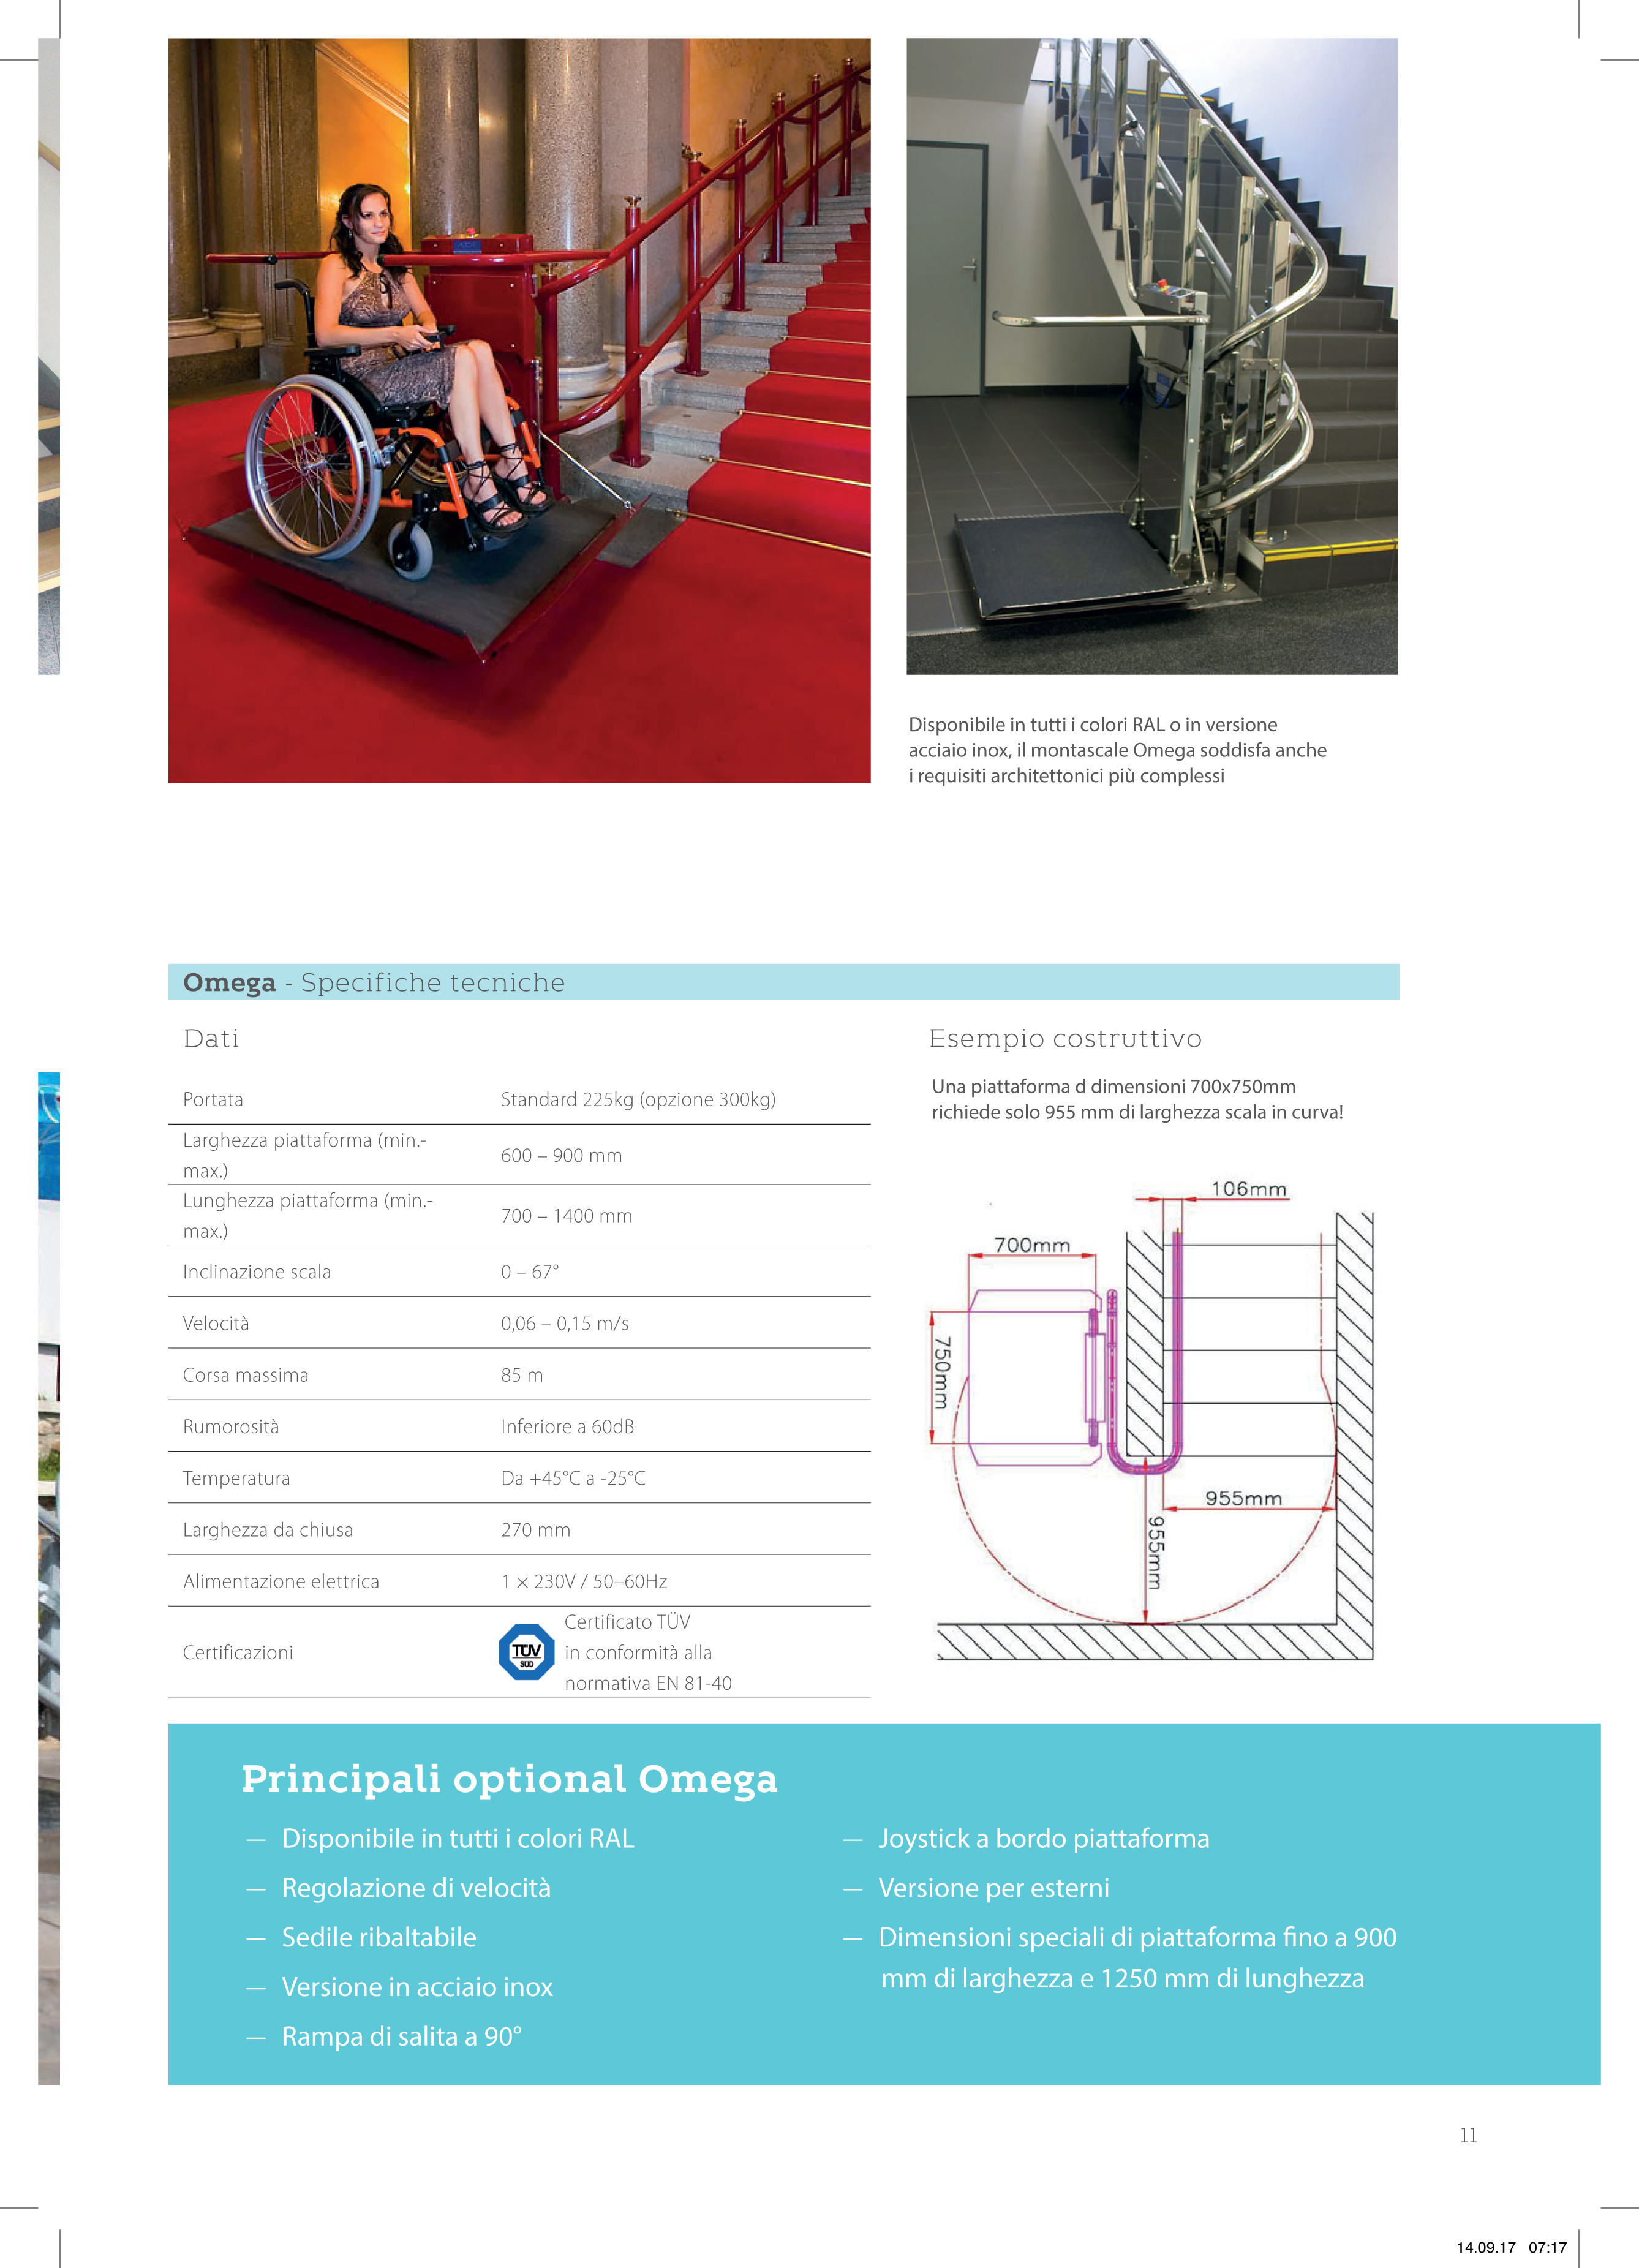 Disponibile in tutti i colori RAL o in versione
acciaio inox, il montascale Omega soddisfa anche
i requisiti architettonici più complessi
Omega - Specifiche tecniche
Dati
Portata Standard 225kg (opzione 300kg)
Larghezza piattaforma (min.-
max.) 600 – 900 mm
Lunghezza piattaforma (min.-
max.) 700 – 1400 mm
Inclinazione scala 0 – 67°
Velocità 0,06 – 0,15 m/s
Corsa massima 85 m
Rumorosità Inferiore a 60dB
Temperatura Da +45°C a -25°C
Larghezza da chiusa 270 mm
Alimentazione elettrica 1 × 230V / 50–60Hz
Certificazioni
TÜV
SÜD
Certificato TÜV
in conformità alla
normativa EN 81-40
Esempio costruttivo
Una piattaforma d dimensioni 700x750mm
richiede solo 955 mm di larghezza scala in curva!
106mm
700mm
750mm
955mm
955mm
Principali optional Omega
— Disponibile in tutti i colori RAL
— Regolazione di velocità
— Sedile ribaltabile
— Versione in acciaio inox
— Rampa di salita a 90°
— Joystick a bordo piattaforma
— Versione per esterni
— Dimensioni speciali di piattaforma fino a 900
mm di larghezza e 1250 mm di lunghezza
11
14.09.17 07:17